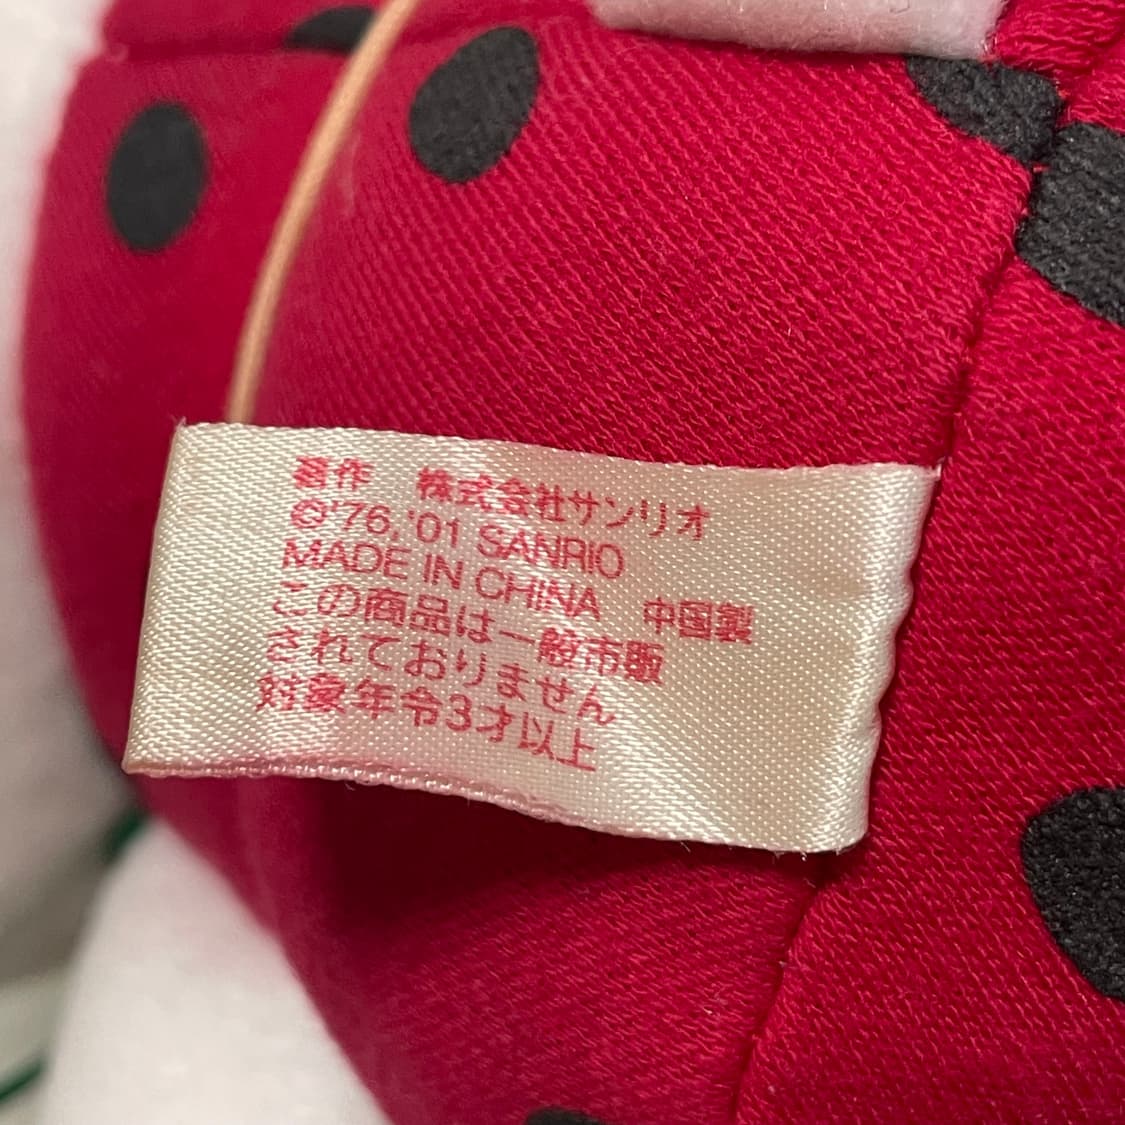 著作 株式会社サンリオ
©'76,'01 SANRIO
MADE IN CHINA 中国製
この商品は一般市販
されておりません
対象年令3才以上